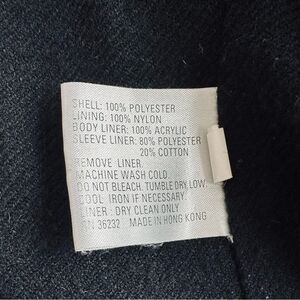 SHELL: 100% POLYESTER
LINING: 100% NYLON
BODY LINER: 100% ACRYLIC
SLEEVE LINER: 80% POLYESTER
20% COTTON
REMOVE LINER
MACHINE WASH COLD
DO NOT BLEACH. TUMBLE DRY, LOW
COOL IRON IF NECESSARY.
LINER : DRY CLEAN ONLY
36232 MADE IN HONG KONG